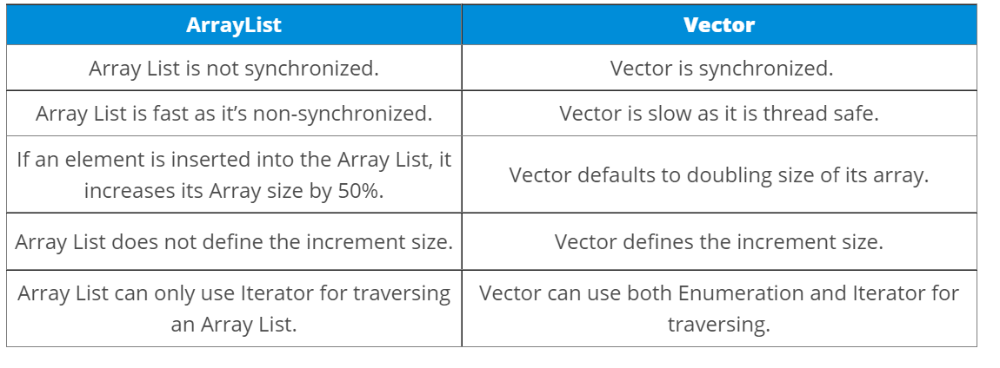 ArrayList
Vector
Array List is not synchronized.
Vector is synchronized.
Array List is fast as it’s non-synchronized.
Vector is slow as it is thread safe.
If an element is inserted into the Array List, it
increases its Array size by 50%.
Vector defaults to doubling size of its array.
Array List does not define the increment size.
Vector defines the increment size.
Array List can only use Iterator for traversing
an Array List.
Vector can use both Enumeration and Iterator for
traversing.